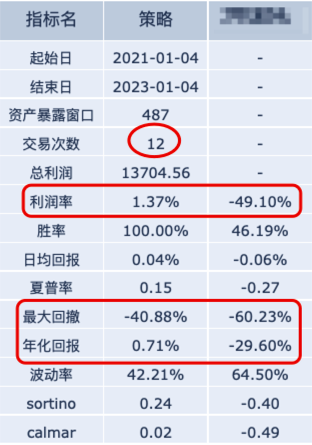 指标名 策略
起始日 2021-01-04 -
结束日 2023-01-04 -
资产暴露窗口 487 -
交易次数 12 -
总利润 13704.56 -
利润率 1.37% -49.10%
胜率 100.00% 46.19%
日均回报 0.04% -0.06%
夏普率 0.15 -0.27
最大回撤 -40.88% -60.23%
年化回报 0.71% -29.60%
波动率 42.21% 64.50%
sortino 0.24 -0.40
calmar 0.02 -0.49